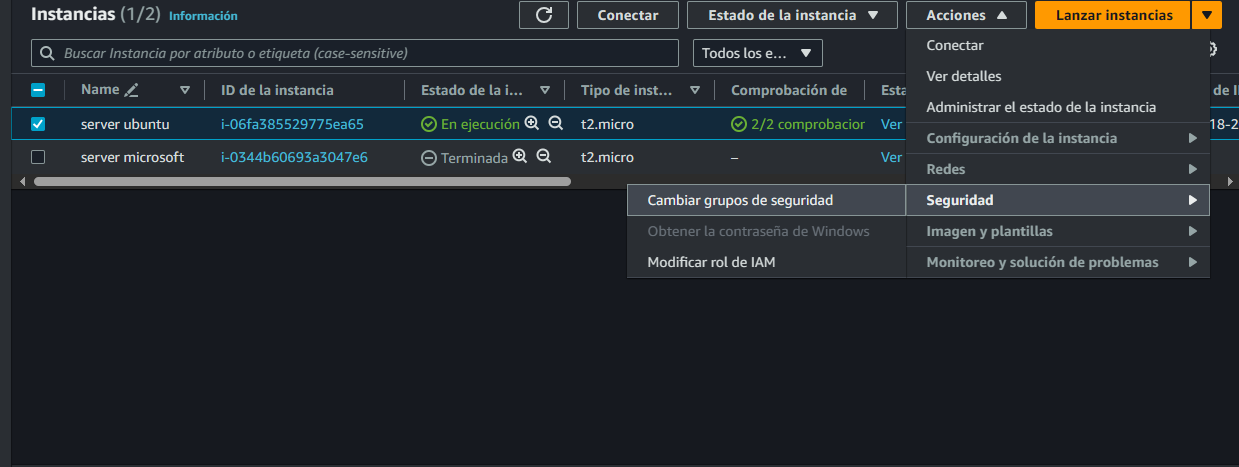 Instancias (1/2) Información
Conectar
Estado de la instancia
Acciones
Lanzar instancias
Buscar Instancia por atributo o etiqueta (case-sensitive)
Todos los e...
Name
ID de la instancia
Estado de la i...
Tipo de inst...
Comprobación de
Esta
de I
server ubuntu
i-06fa385529775ea65
En ejecución
t2.micro
2/2 comprobacion
Ver
18-2
server microsoft
i-0344b60693a3047e6
Terminada
t2.micro
–
Ver
Conectar
Ver detalles
Administrar el estado de la instancia
Configuración de la instancia
Redes
Seguridad
Imagen y plantillas
Monitoreo y solución de problemas
Cambiar grupos de seguridad
Obtener la contraseña de Windows
Modificar rol de IAM